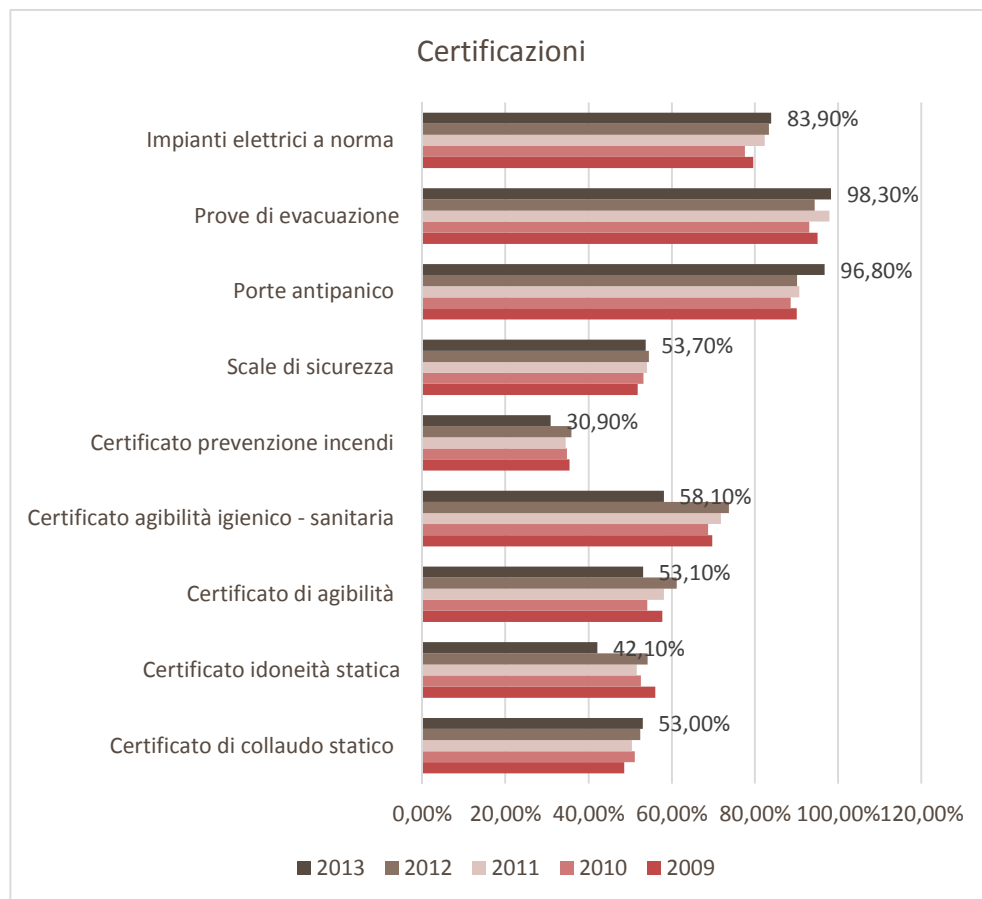 Certificazioni
Impianti elettrici a norma
83,90%
Prove di evacuazione
98,30%
Porte antipanico
96,80%
Scale di sicurezza
53,70%
Certificato prevenzione incendi
30,90%
Certificato agibilità igienico - sanitaria
58,10%
Certificato di agibilità
53,10%
Certificato idoneità statica
42,10%
Certificato di collaudo statico
53,00%
0,00% 20,00% 40,00% 60,00% 80,00% 100,00% 120,00%
2013 2012 2011 2010 2009